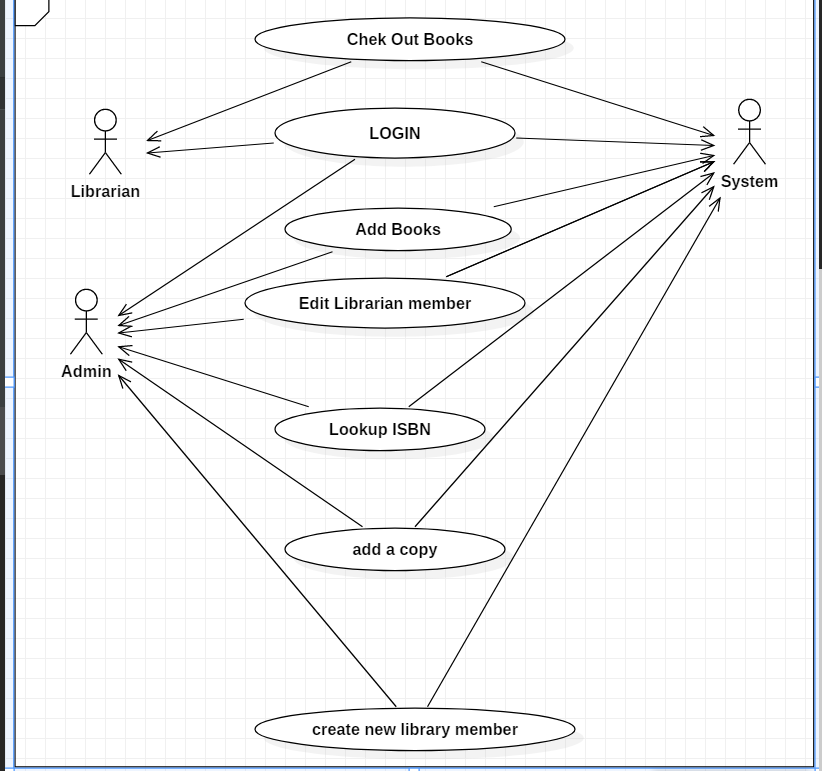 Chek Out Books
LOGIN
Librarian
System
Add Books
Edit Librarian member
Admin
Lookup ISBN
add a copy
create new library member